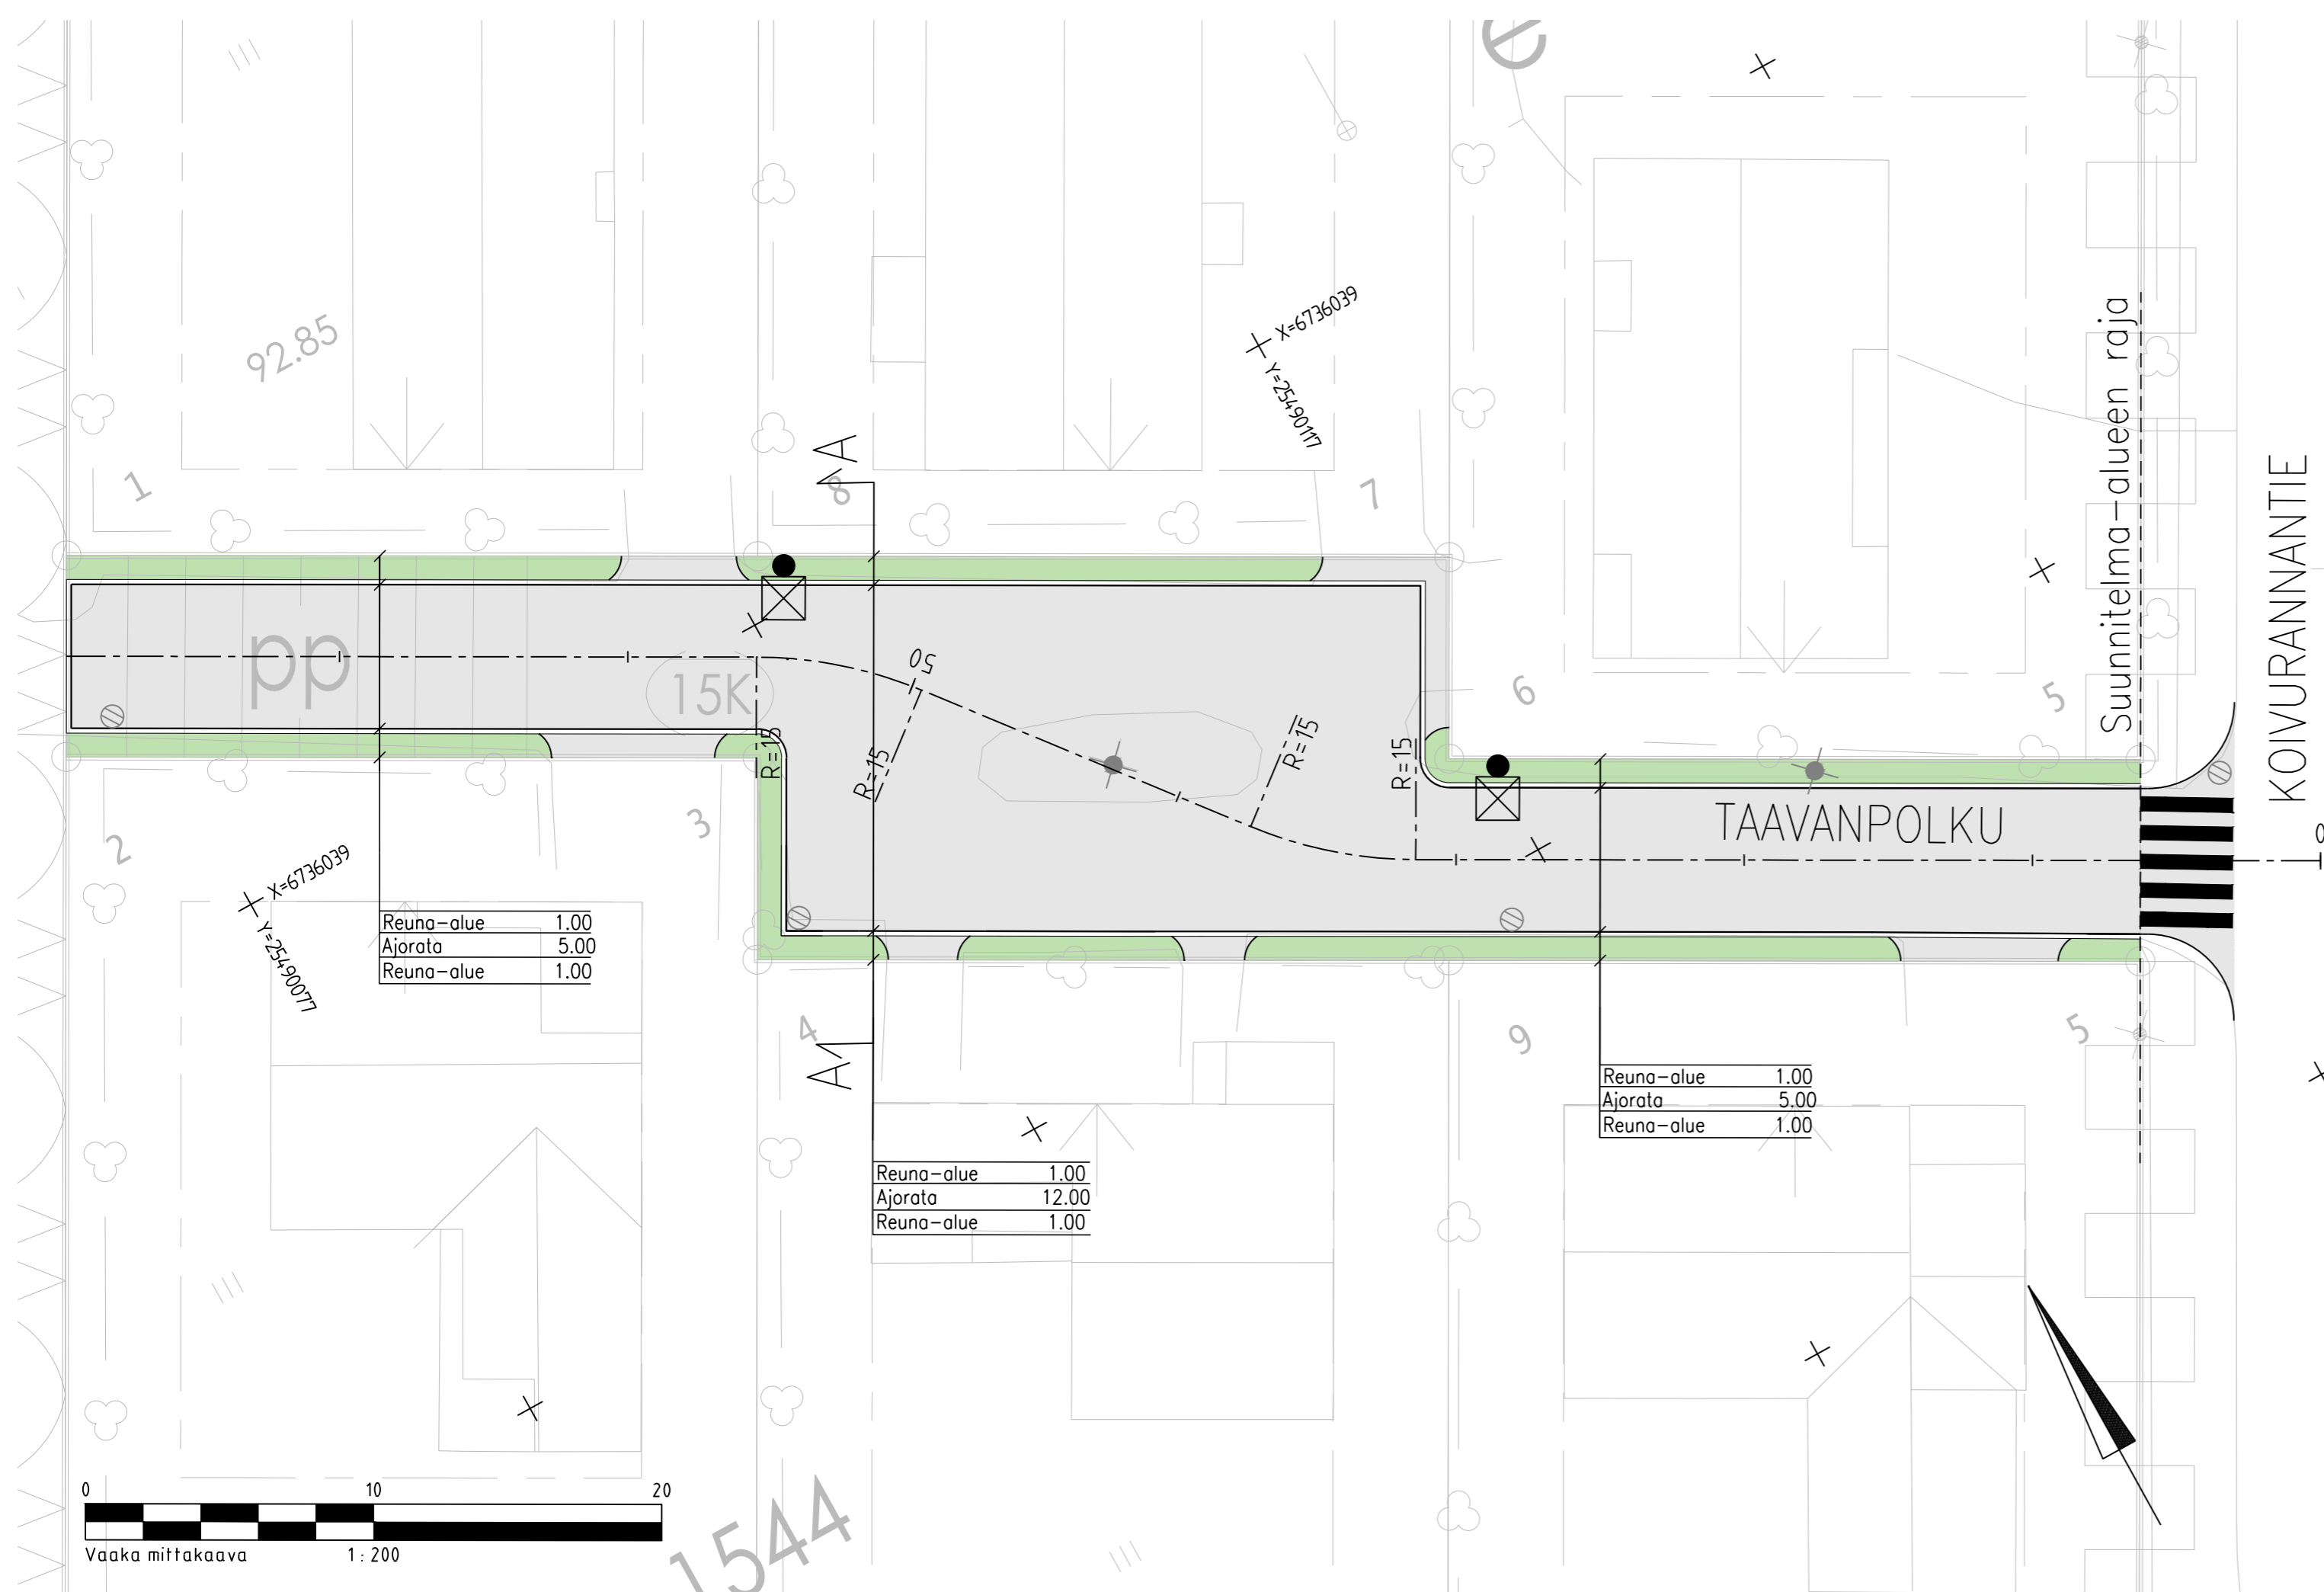 e
X=6736039
Y=25490117
92.85
Suunnitelma-alueen raja
KOIVURANNANTIE
A
1
8
7
pp
15K
50
R=15
R=15
R=15
R=15
6
5
TAAVANPOLKU
0
2
3
X=6736039
Y=25490077
Reuna-alue 1.00
Ajorata 5.00
Reuna-alue 1.00
4
A
9
5
Reuna-alue 1.00
Ajorata 5.00
Reuna-alue 1.00
Reuna-alue 1.00
Ajorata 12.00
Reuna-alue 1.00
0 10 20
Vaaka mittakaava 1:200
1544